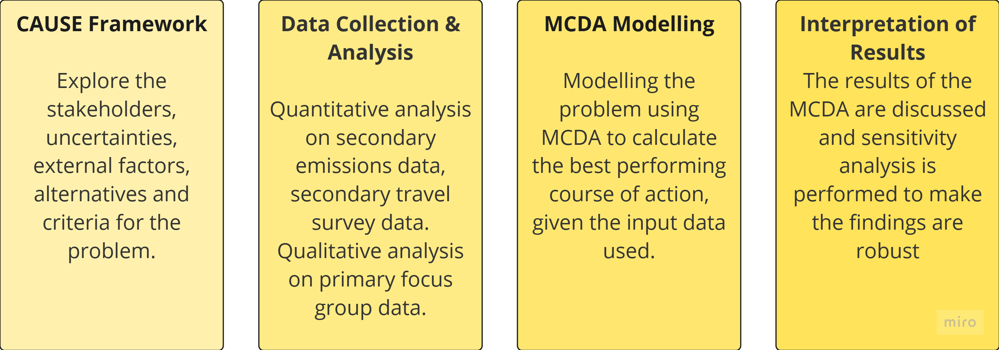 CAUSE Framework
Explore the
stakeholders,
uncertainties,
external factors,
alternatives and
criteria for the
problem.
Data Collection &
Analysis
Quantitative analysis
on secondary
emissions data,
secondary travel
survey data.
Qualitative analysis
on primary focus
group data.
MCDA Modelling
Modelling the
problem using
MCDA to calculate
the best performing
course of action,
given the input data
used.
Interpretation of
Results
The results of the
MCDA are discussed
and sensitivity
analysis is
performed to make
the findings are
robust
miro